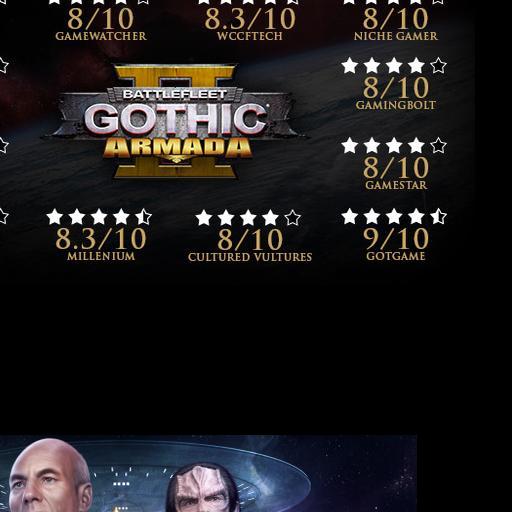 8/10
GAMEWATCHER
8.3/10
WCCFTECH
8/10
NICHE GAMER
II
BATTLEFLEET
GOTHIC
ARMADA
8/10
GAMINGBOLT
8/10
GAMESTAR
8.3/10
MILLENIUM
8/10
CULTURED VULTURES
9/10
GOTGAME